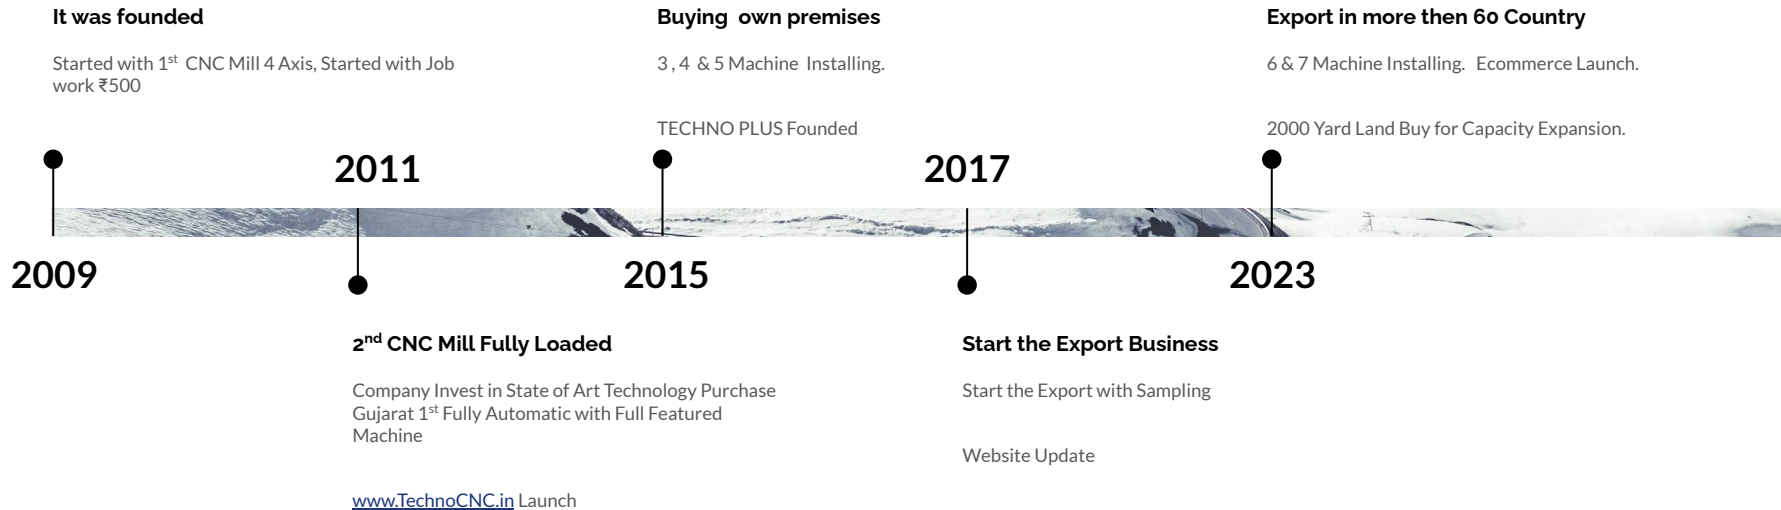 It was founded
Started with 1st CNC Mill 4 Axis, Started with Job
work ₹500
2009
2011
2nd CNC Mill Fully Loaded
Company Invest in State of Art Technology Purchase
Gujarat 1st Fully Automatic with Full Featured
Machine
www.TechnoCNC.in Launch
Buying own premises
3 , 4 & 5 Machine Installing.
TECHNO PLUS Founded
2015
2017
Start the Export Business
Start the Export with Sampling
Website Update
Export in more then 60 Country
6 & 7 Machine Installing. Ecommerce Launch.
2000 Yard Land Buy for Capacity Expansion.
2023